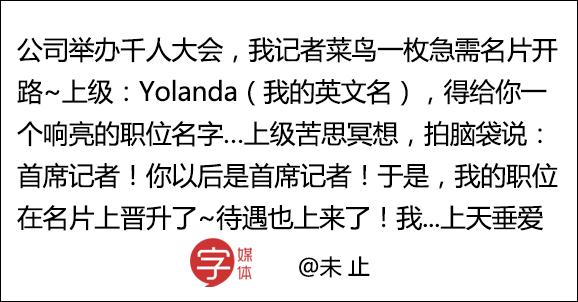 公司举办千人大会，我记者菜鸟一枚急需名片开
路~上级：Yolanda（我的英文名），得给你一
个响亮的职位名字...上级苦思冥想，拍脑袋说：
首席记者！你以后是首席记者！于是，我的职位
在名片上晋升了~待遇也上来了！我...上天垂爱
字媒体 @未 止